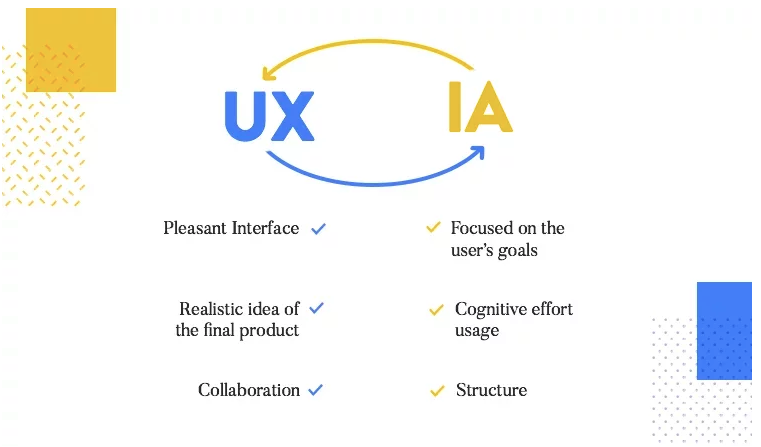 UX
IA
Pleasant Interface
Focused on the
user's goals
Realistic idea of
the final product
Cognitive effort
usage
Collaboration
Structure